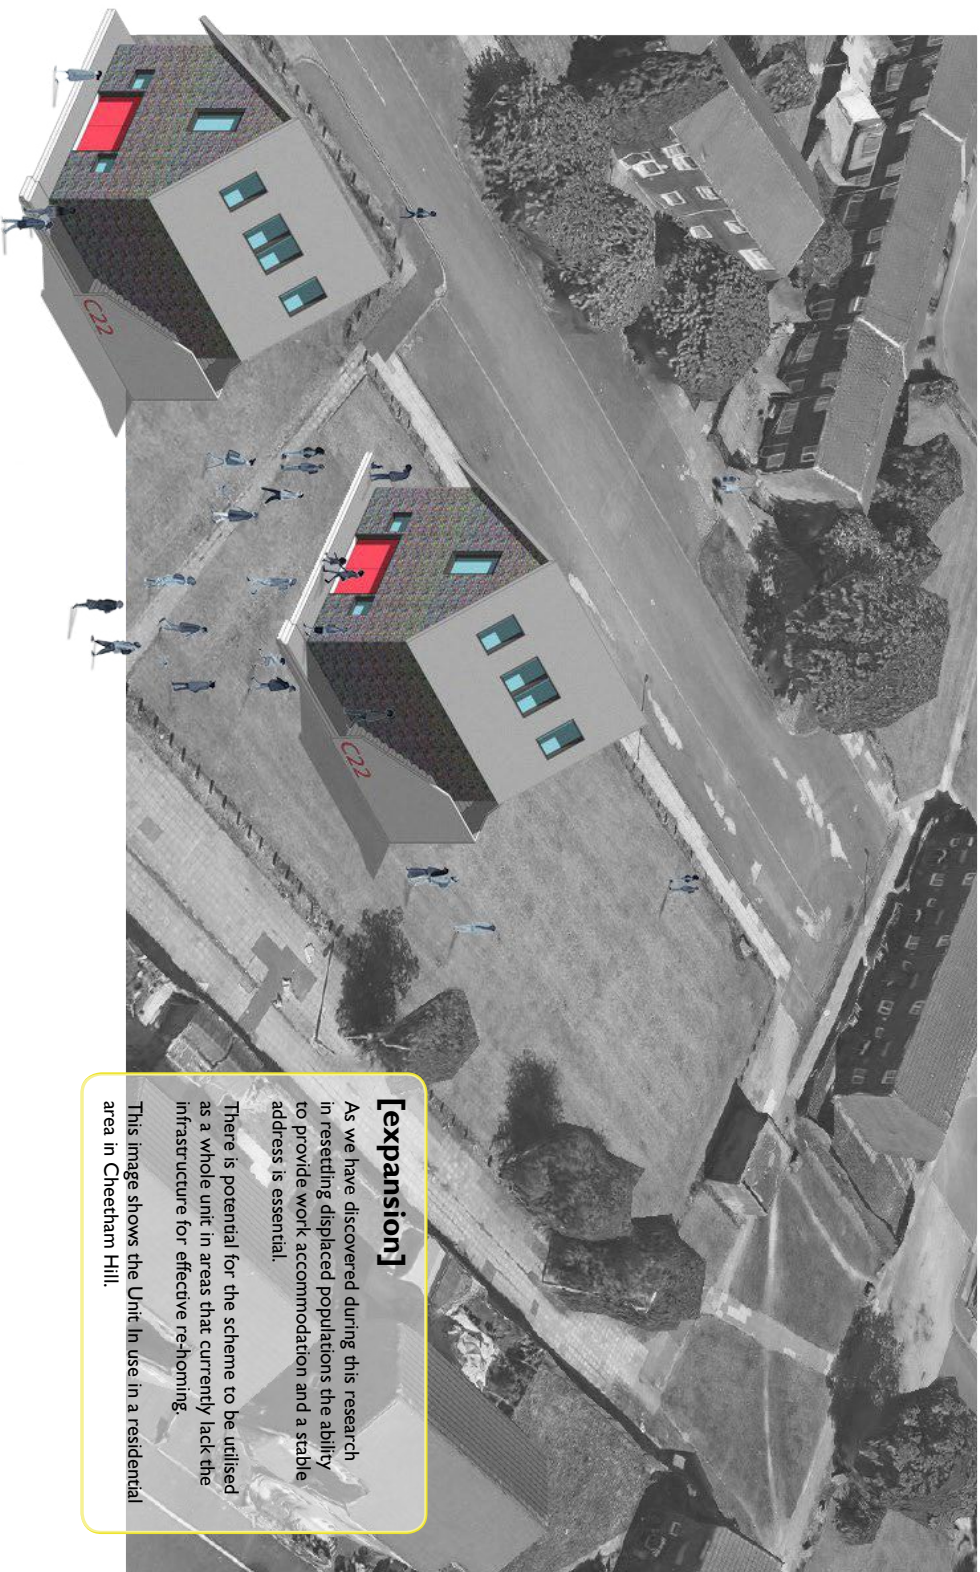 [expansion]
As we have discovered during this research
in resettling displaced populations the ability
to provide work accommodation and a stable
address is essential.
There is potential for the scheme to be utilised
as a whole unit in areas that currently lack the
infrastructure for effective re-homing.
This image shows the Unit In use in a residential
area in Cheetham Hill.
C22
C22